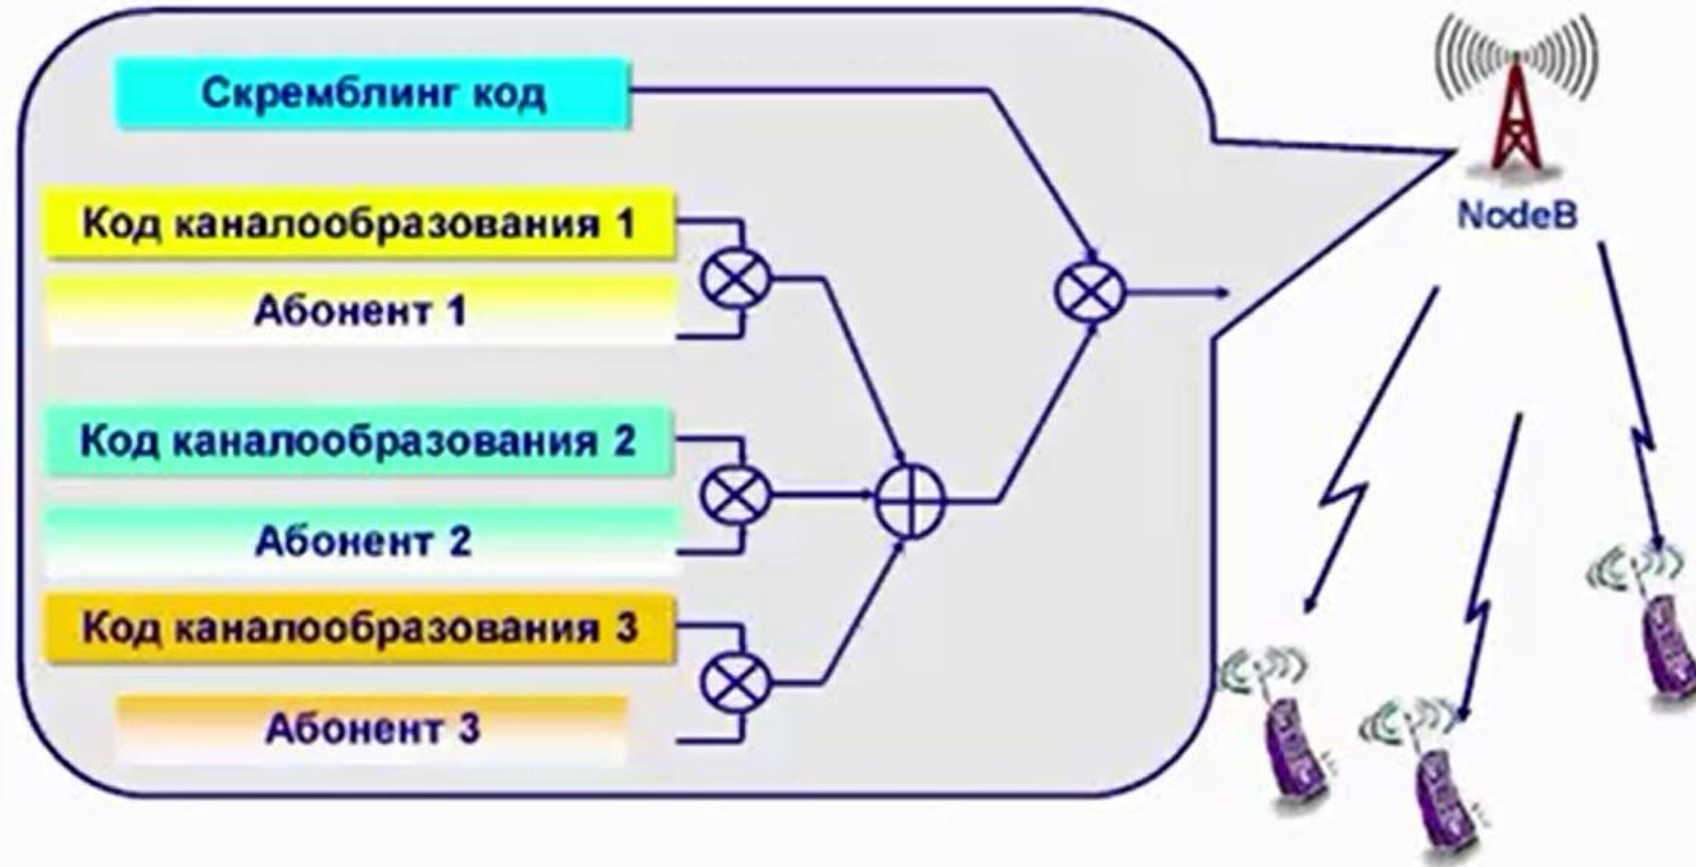 Скремблинг код
Код каналообразования 1
Абонент 1
Код каналообразования 2
Абонент 2
Код каналообразования 3
Абонент 3
NodeB